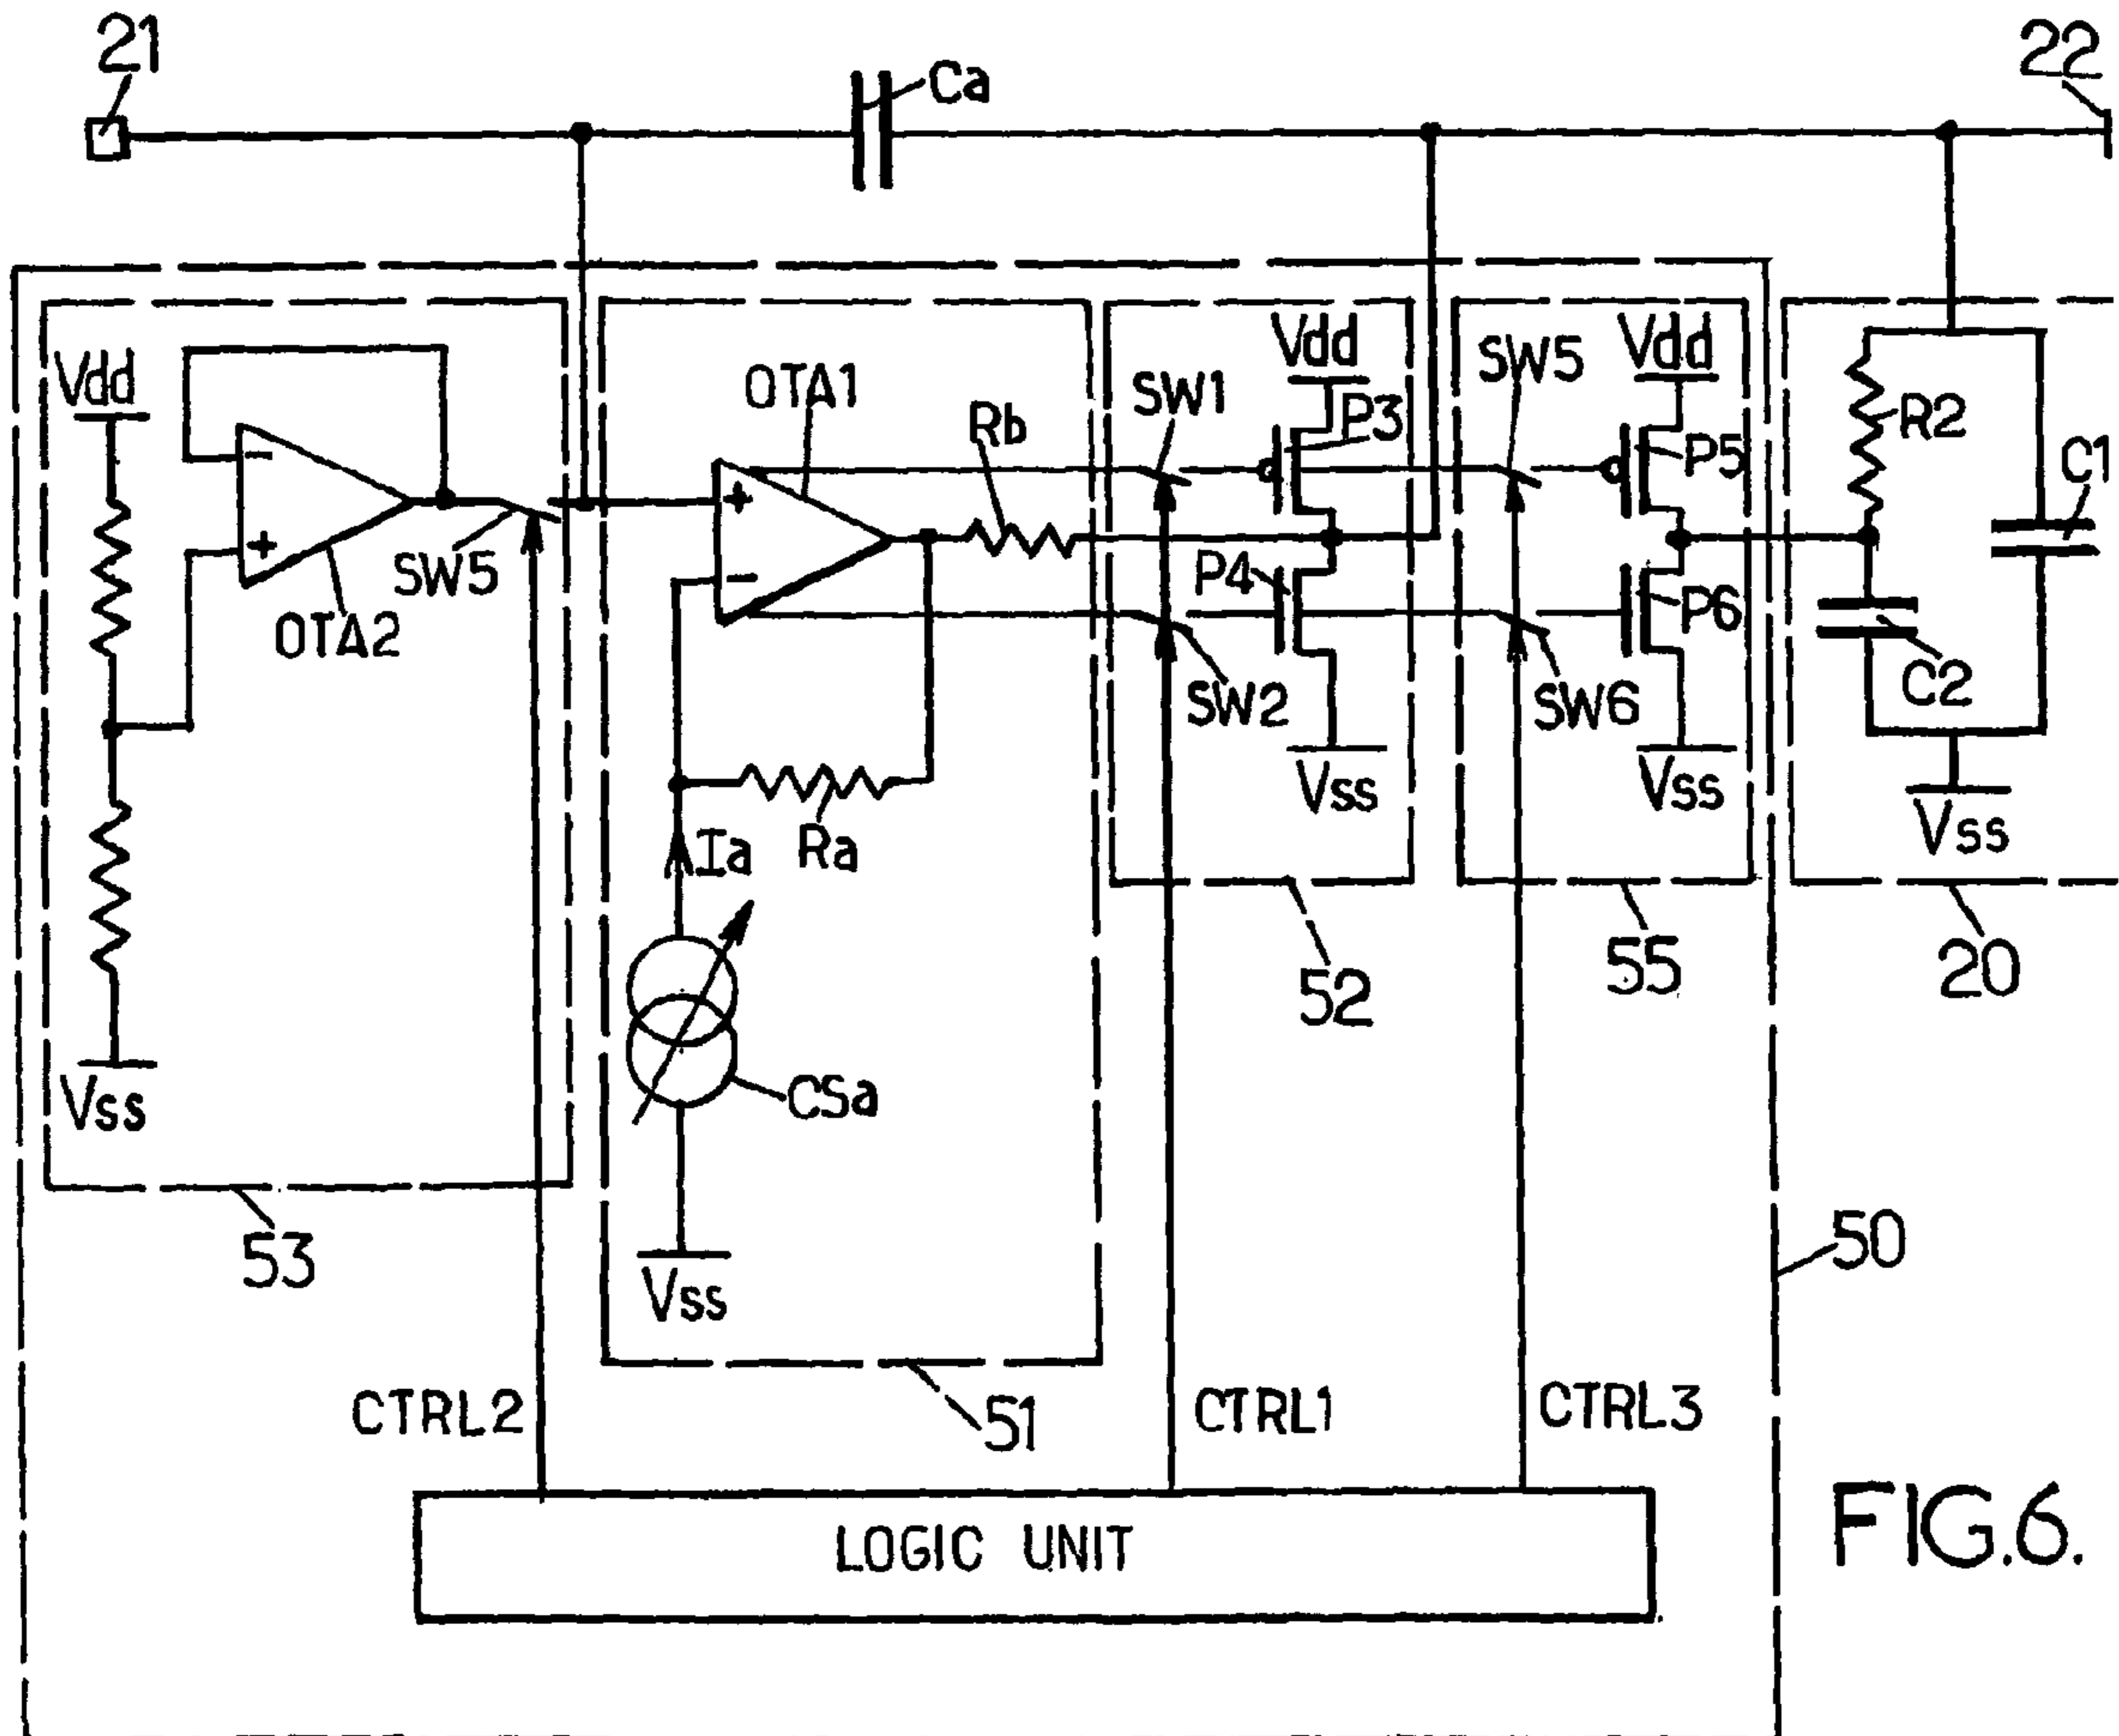 21
Ca
22
Vdd
OTA1
Rb
SW1
Vdd
P3
SW5
Vdd
P5
R2
C1
SW5
OTA2
P4
P6
SW2
SW6
C2
Vss
Vss
Vss
Ia
Ra
52
55
20
CSa
Vss
53
Vss
50
CTRL2
51
CTRL1
CTRL3
LOGIC UNIT
FIG.6.